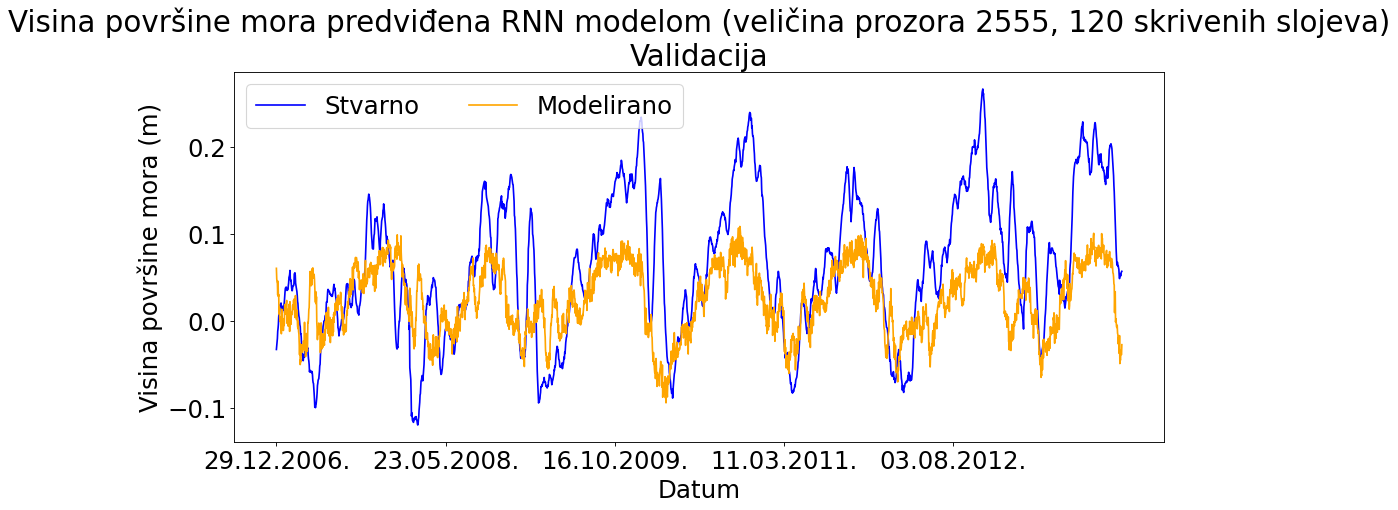 Visina površine mora predviđena RNN modelom (veličina prozora 2555, 120 skrivenih slojeva)
Validacija
Stvarno Modelirano
Visina površine mora (m)
0.2
0.1
0.0
−0.1
29.12.2006. 23.05.2008. 16.10.2009. 11.03.2011. 03.08.2012.
Datum